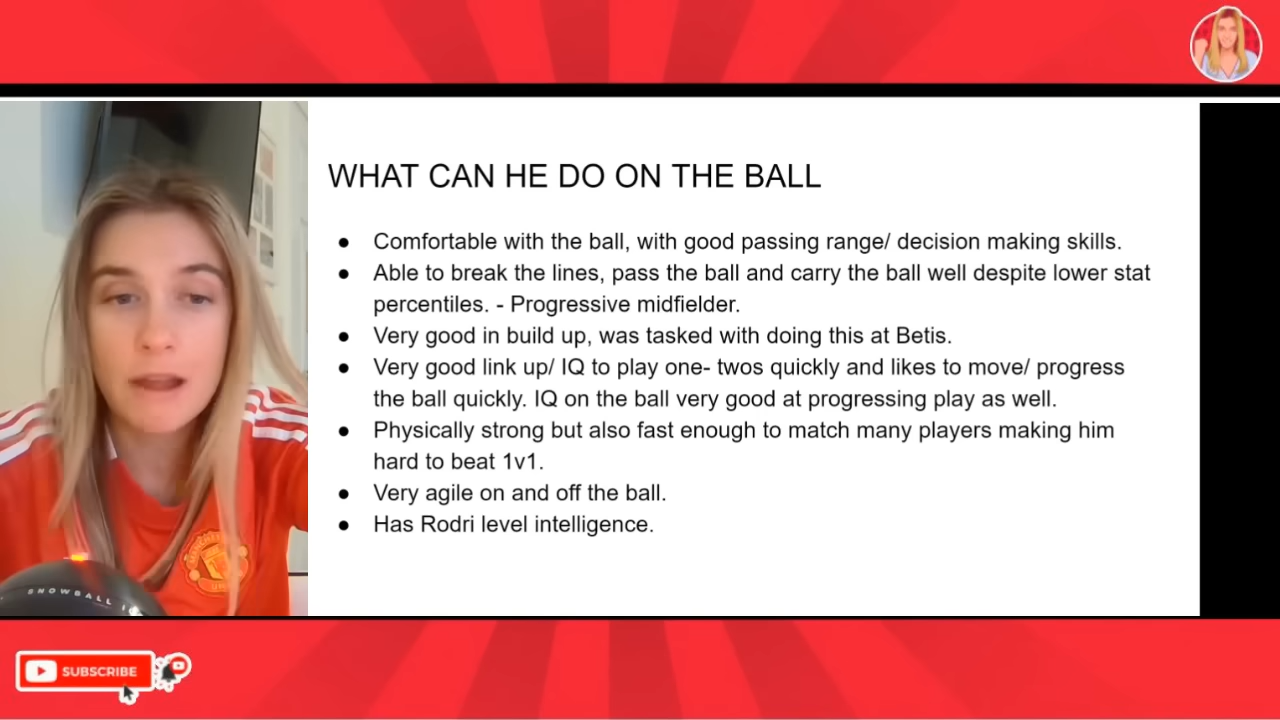 WHAT CAN HE DO ON THE BALL
● Comfortable with the ball, with good passing range/ decision making skills.
● Able to break the lines, pass the ball and carry the ball well despite lower stat
percentiles. - Progressive midfielder.
● Very good in build up, was tasked with doing this at Betis.
● Very good link up/ IQ to play one- twos quickly and likes to move/ progress
the ball quickly. IQ on the ball very good at progressing play as well.
● Physically strong but also fast enough to match many players making him
hard to beat 1v1.
● Very agile on and off the ball.
● Has Rodri level intelligence.
SNOWBALL
SUBSCRIBE